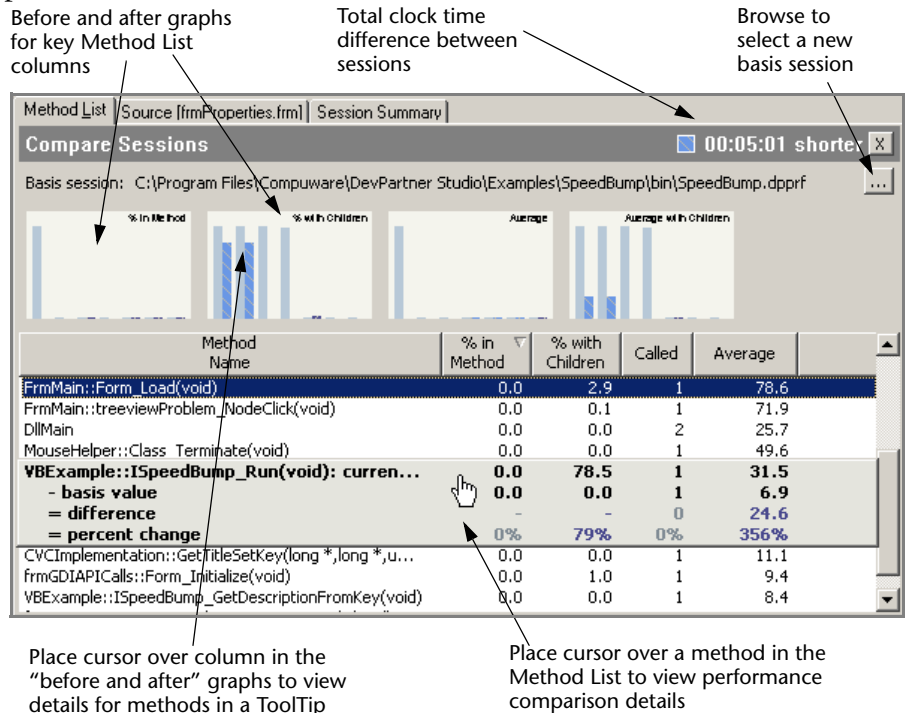 Before and after graphs
for key Method List
columns
Total clock time
difference between
sessions
Browse to
select a new
basis session
Method List
Source [frmProperties.frm]
Session Summary
Compare Sessions
00:05:01 shorter
X
Basis session: C:\Program Files\Compuware\DevPartner Studio\Examples\SpeedBump\bin\SpeedBump.dpprf
...
% in Method
% with Children
Average
Average with Children
Method Name % in Method % with Children Called Average
FrmMain::Form_Load(void) 0.0 2.9 1 78.6
FrmMain::treeviewProblem_NodeClick(void) 0.0 0.1 1 71.9
DllMain 0.0 0.0 2 25.7
MouseHelper::Class_Terminate(void) 0.0 0.0 1 49.6
VBExample::ISpeedBump_Run(void): curren... 0.0 78.5 1 31.5
- basis value 0.0 0.0 1 6.9
= difference - - 0 24.6
= percent change 0% 79% 0% 356%
CVCImplementation::GetTitleSetKey(long *,long *,u... 0.0 0.0 1 11.1
frmGDIAPICalls::Form_Initialize(void) 0.0 1.0 1 9.4
VBExample::ISpeedBump_GetDescriptionFromKey(void) 0.0 0.0 1 8.4
Place cursor over column in the
“before and after” graphs to view
details for methods in a ToolTip
Place cursor over a method in the
Method List to view performance
comparison details